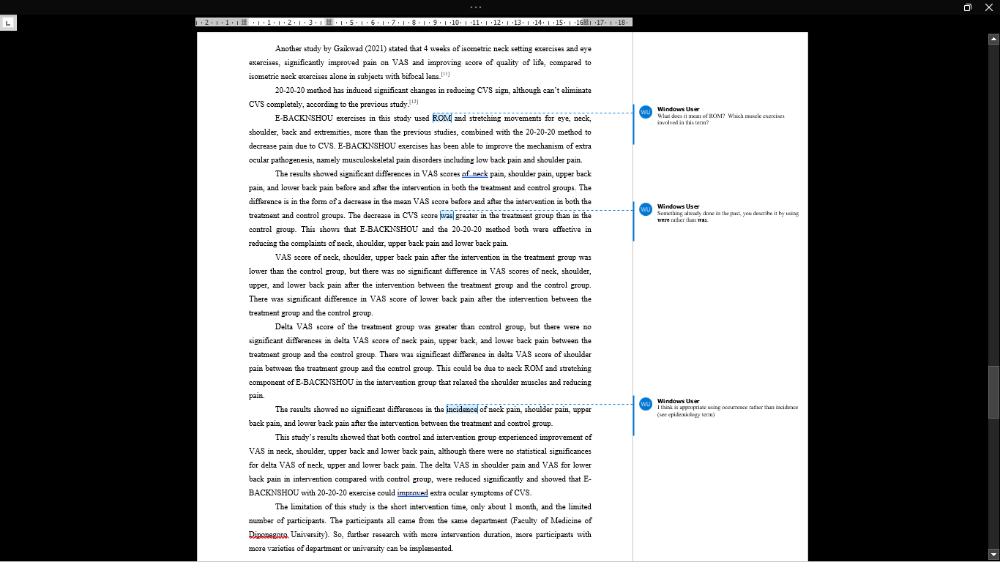 · 2 · ı · 1 · ı · · ı · 1 · ı · 2 · ı · 3 · ı · · ı · 5 · ı · 6 · ı · 7 · ı · 8 · ı · 9 · ı ·10· ı ·11· ı ·12· ı ·13· ı ·14· ı ·15· ı ·16 · ı ·17· ı ·18·
Another study by Gaikwad (2021) stated that 4 weeks of isometric neck setting exercises and eye
exercises, significantly improved pain on VAS and improving score of quality of life, compared to
isometric neck exercises alone in subjects with bifocal lens.[11]
20-20-20 method has induced significant changes in reducing CVS sign, although can't eliminate
CVS completely, according to the previous study.[12]
E-BACKNSHOU exercises in this study used ROM and stretching movements for eye, neck,
shoulder, back and extremities, more than the previous studies, combined with the 20-20-20 method to
decrease pain due to CVS. E-BACKNSHOU exercises has been able to improve the mechanism of extra
ocular pathogenesis, namely musculoskeletal pain disorders including low back pain and shoulder pain.
The results showed significant differences in VAS scores of neck pain, shoulder pain, upper back
pain, and lower back pain before and after the intervention in both the treatment and control groups. The
difference is in the form of a decrease in the mean VAS score before and after the intervention in both the
treatment and control groups. The decrease in CVS score was greater in the treatment group than in the
control group. This shows that E-BACKNSHOU and the 20-20-20 method both were effective in
reducing the complaints of neck, shoulder, upper back pain and lower back pain.
VAS score of neck, shoulder, upper back pain after the intervention in the treatment group was
lower than the control group, but there was no significant difference in VAS scores of neck, shoulder,
upper, and lower back pain after the intervention between the treatment group and the control group.
There was significant difference in VAS score of lower back pain after the intervention between the
treatment group and the control group.
Delta VAS score of the treatment group was greater than control group, but there were no
significant differences in delta VAS score of neck pain, upper back, and lower back pain between the
treatment group and the control group. There was significant difference in delta VAS score of shoulder
pain between the treatment group and the control group. This could be due to neck ROM and stretching
component of E-BACKNSHOU in the intervention group that relaxed the shoulder muscles and reducing
pain.
The results showed no significant differences in the incidence of neck pain, shoulder pain, upper
back pain, and lower back pain after the intervention between the treatment and control group.
This study's results showed that both control and intervention group experienced improvement of
VAS in neck, shoulder, upper back and lower back pain, although there were no statistical significances
for delta VAS of neck, upper and lower back pain. The delta VAS in shoulder pain and VAS for lower
back pain in intervention compared with control group, were reduced significantly and showed that E-
BACKNSHOU with 20-20-20 exercise could improved extra ocular symptoms of CVS.
The limitation of this study is the short intervention time, only about 1 month, and the limited
number of participants. The participants all came from the same department (Faculty of Medicine of
Diponegoro University). So, further research with more intervention duration, more participants with
more varieties of department or university can be implemented.
WU
Windows User
What does it mean of ROM? Which muscle exercises
involved in this term?
WU
Windows User
Something already done in the past, you describe it by using
were rather than was.
WU
Windows User
I think is appropriate using occurrence rather than incidence
(see epidemiology term)